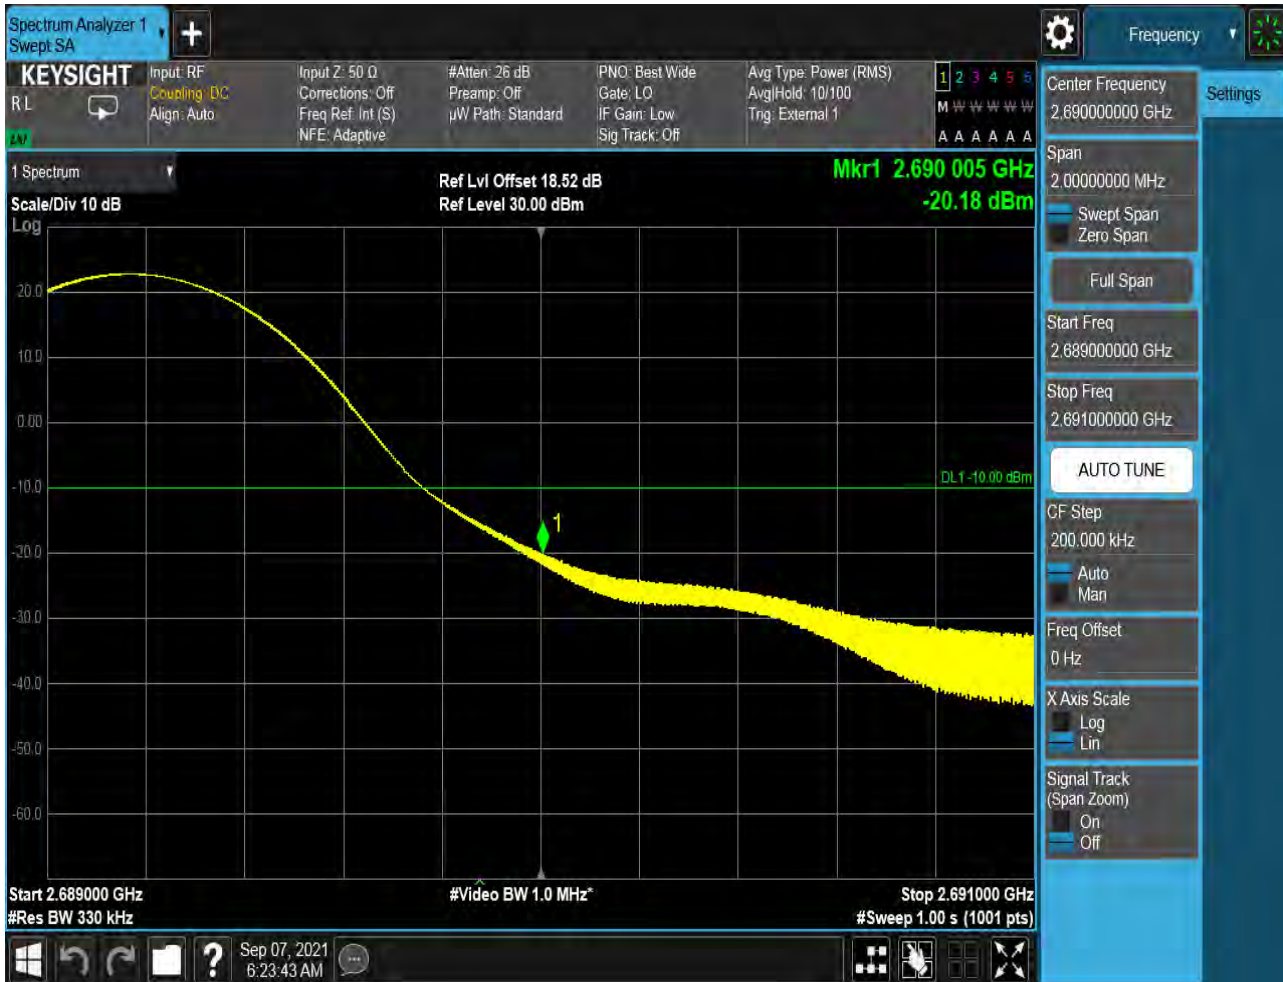 Spectrum Analyzer 1
Swept SA
+
Frequency
KEYSIGHT
R L
LNI
Input: RF
Coupling: DC
Align: Auto
Input Z: 50 Ω
Corrections: Off
Freq Ref: Int (S)
NFE: Adaptive
#Atten: 26 dB
Preamp: Off
µW Path: Standard
PNO: Best Wide
Gate: LO
IF Gain: Low
Sig Track: Off
Avg Type: Power (RMS)
Avg|Hold: 10/100
Trig: External 1
1 2 3 4 5 6
M W W W W W
A A A A A A
1 Spectrum
Scale/Div 10 dB
Log
Ref Lvl Offset 18.52 dB
Ref Level 30.00 dBm
Mkr1 2.690 005 GHz
-20.18 dBm
20.0
10.0
0.00
-10.0
-20.0
-30.0
-40.0
-50.0
-60.0
DL1 -10.00 dBm
1
Start 2.689000 GHz
#Res BW 330 kHz
#Video BW 1.0 MHz*
Stop 2.691000 GHz
#Sweep 1.00 s (1001 pts)
Center Frequency
2.690000000 GHz
Settings
Span
2.00000000 MHz
Swept Span
Zero Span
Full Span
Start Freq
2.689000000 GHz
Stop Freq
2.691000000 GHz
AUTO TUNE
CF Step
200.000 kHz
Auto
Man
Freq Offset
0 Hz
X Axis Scale
Log
Lin
Signal Track
(Span Zoom)
On
Off
?
Sep 07, 2021
6:23:43 AM